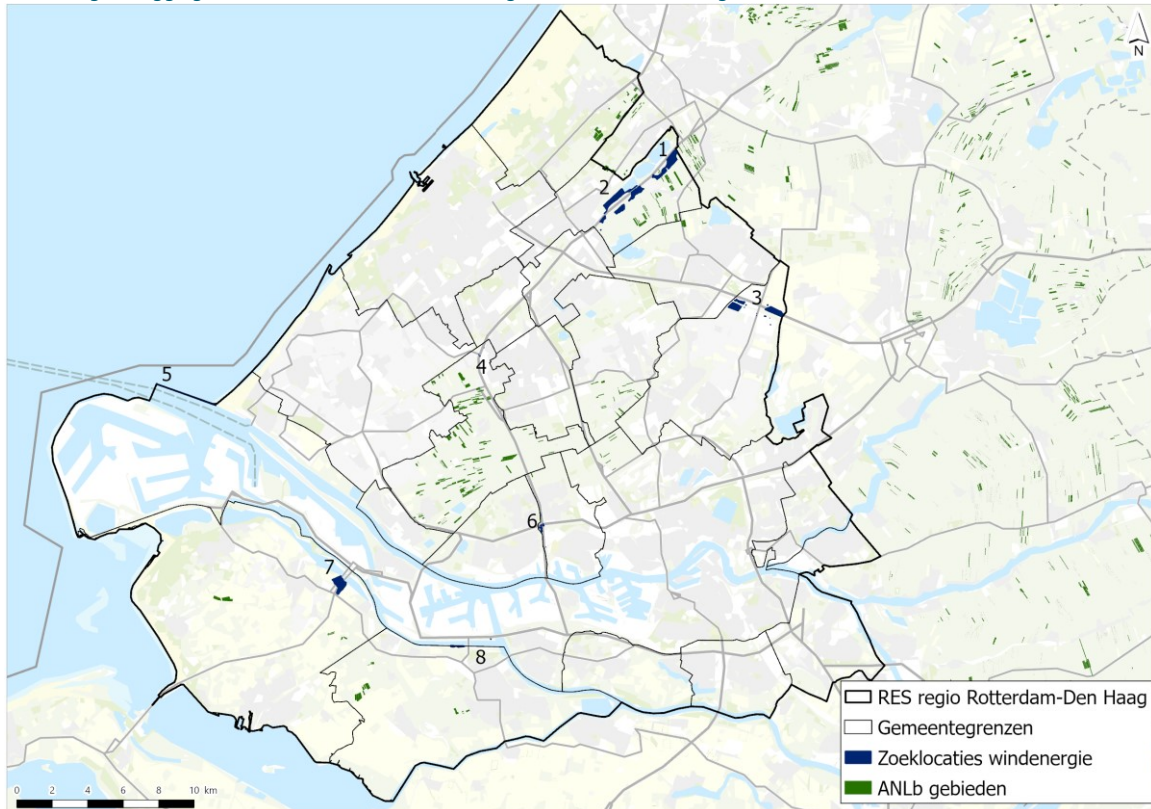 N
1
2
3
4
5
6
7
8
RES regio Rotterdam-Den Haag
Gemeentegrenzen
Zoeklocaties windenergie
ANLb gebieden
0 2 4 6 8 10 km